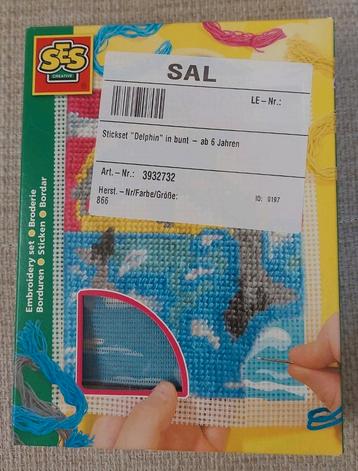 SES
CREATIVE
SAL
LE-Nr.:
Stickset "Delphin" in bunt - ab 6 Jahren
Art.-Nr.: 3932732
Herst.-Nr/Farbe/Größe:
866
ID: 0197
Embroidery set ● Broderie
Borduren ● Sticken ● Bordar